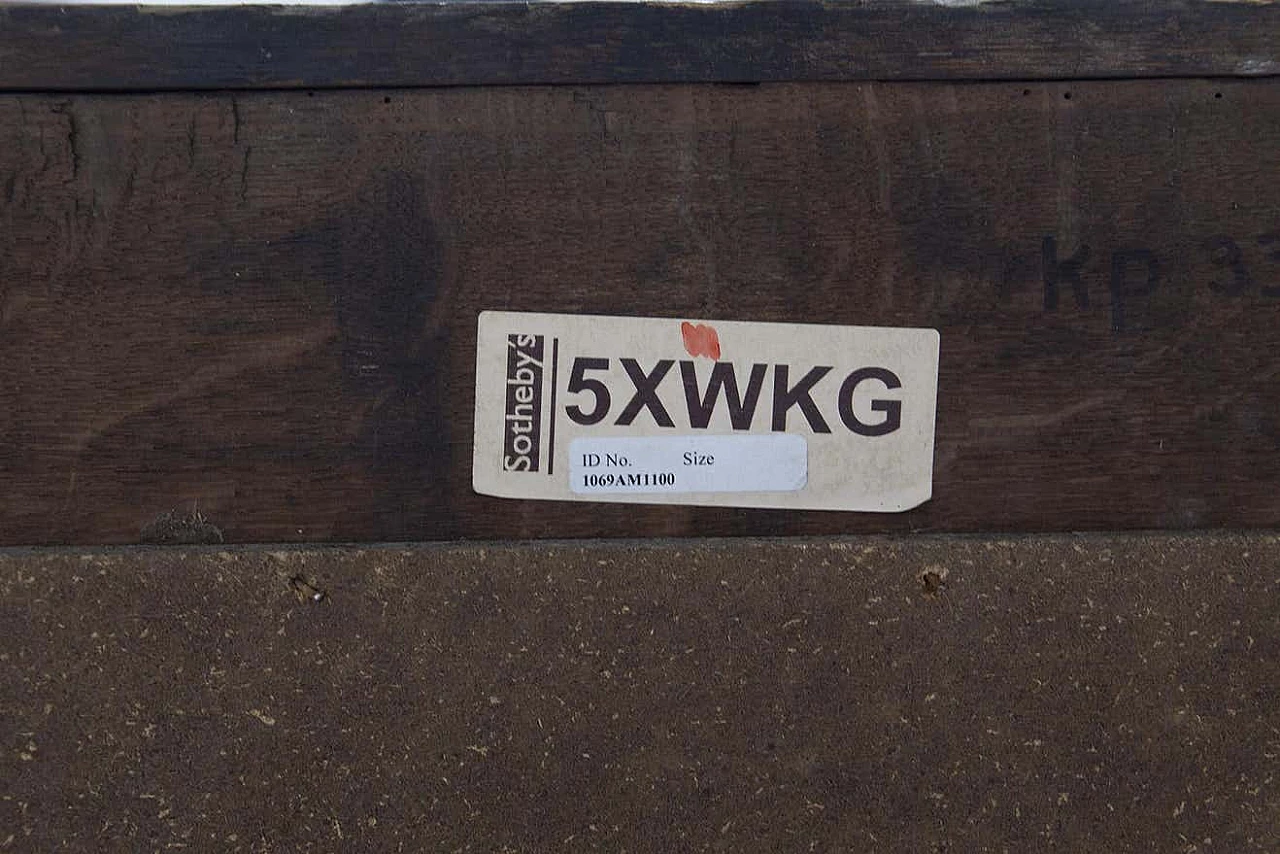 KP 33
Sotheby's
5XWKG
ID No. Size
1069AM1100